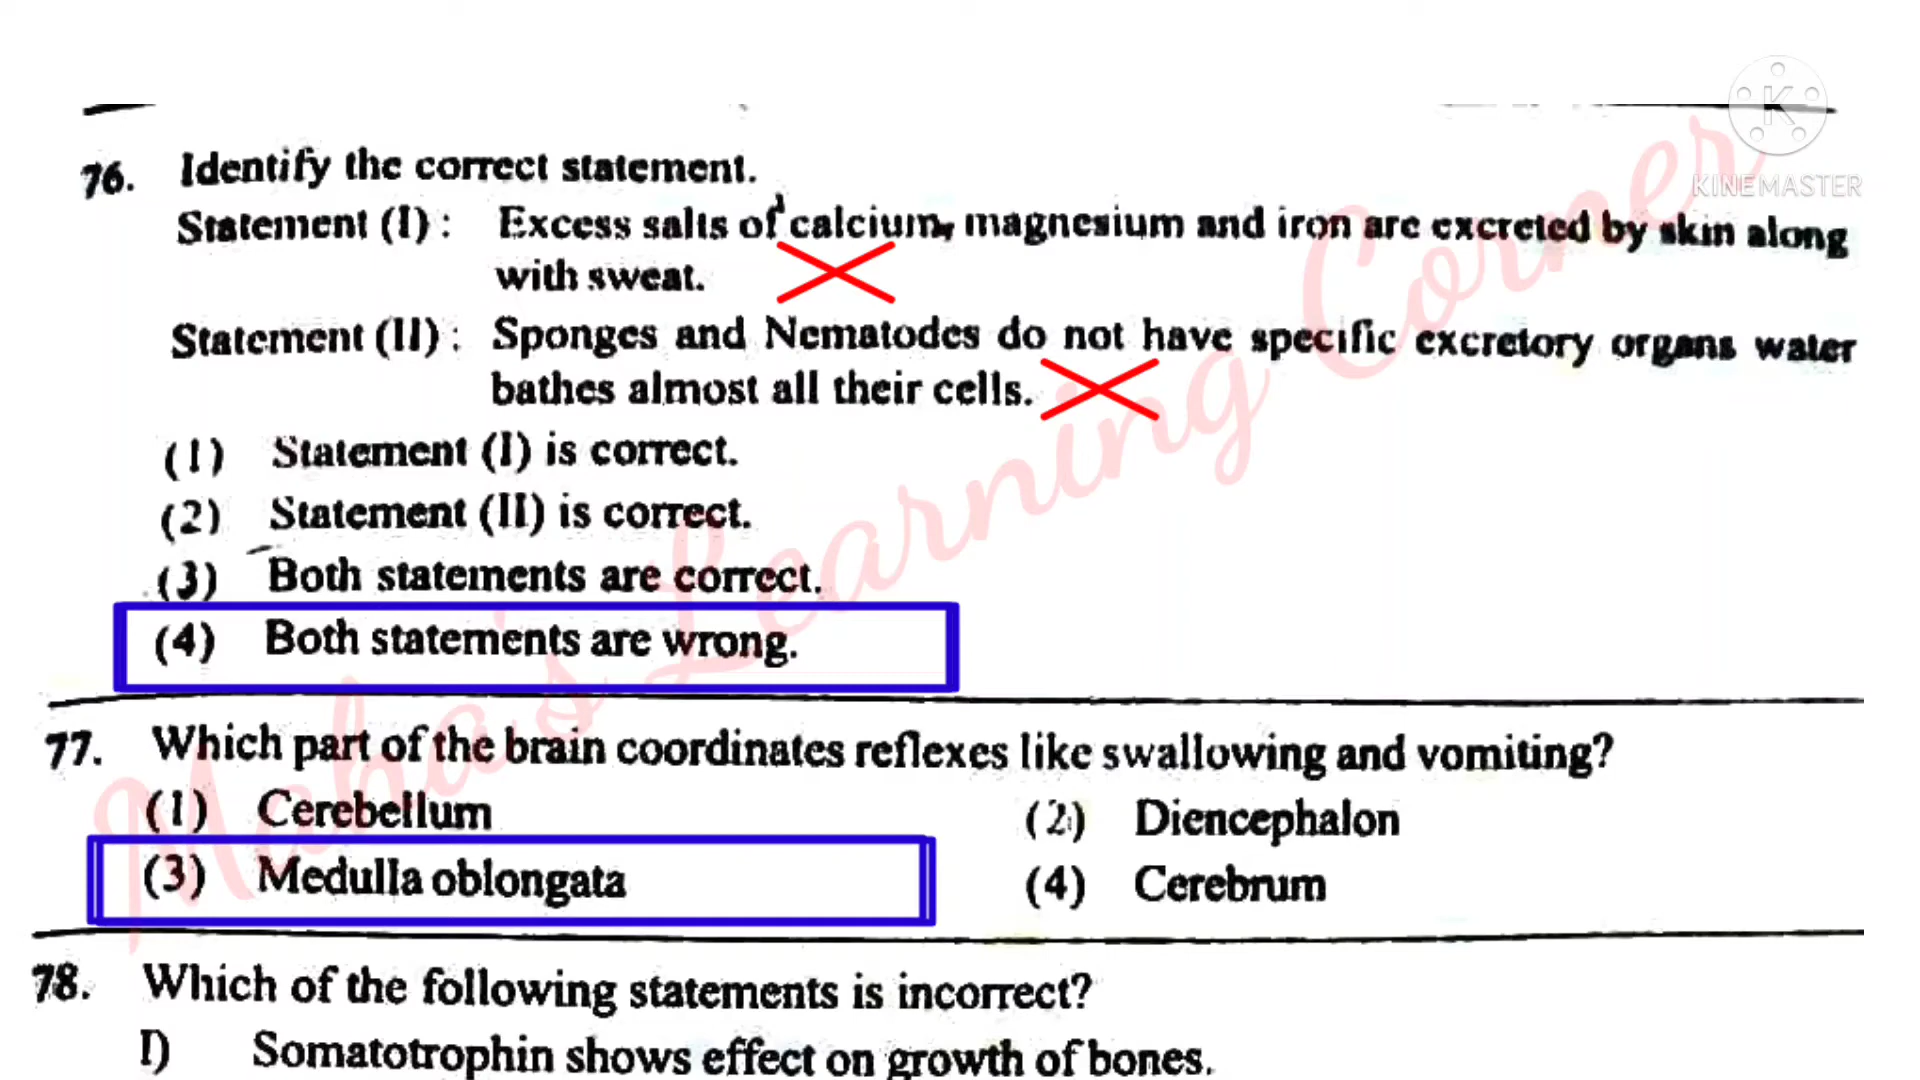 KINEMASTER
76. Identify the correct statement.
Statement (I) : Excess salts of calcium, magnesium and iron are excreted by skin along
with sweat.
Statement (II) : Sponges and Nematodes do not have specific excretory organs water
bathes almost all their cells.
(1) Statement (I) is correct.
(2) Statement (II) is correct.
(3) Both statements are correct.
(4) Both statements are wrong.
77. Which part of the brain coordinates reflexes like swallowing and vomiting?
(1) Cerebellum (2) Diencephalon
(3) Medulla oblongata (4) Cerebrum
78. Which of the following statements is incorrect?
I) Somatotrophin shows effect on growth of bones.
Maha's Learning Corner